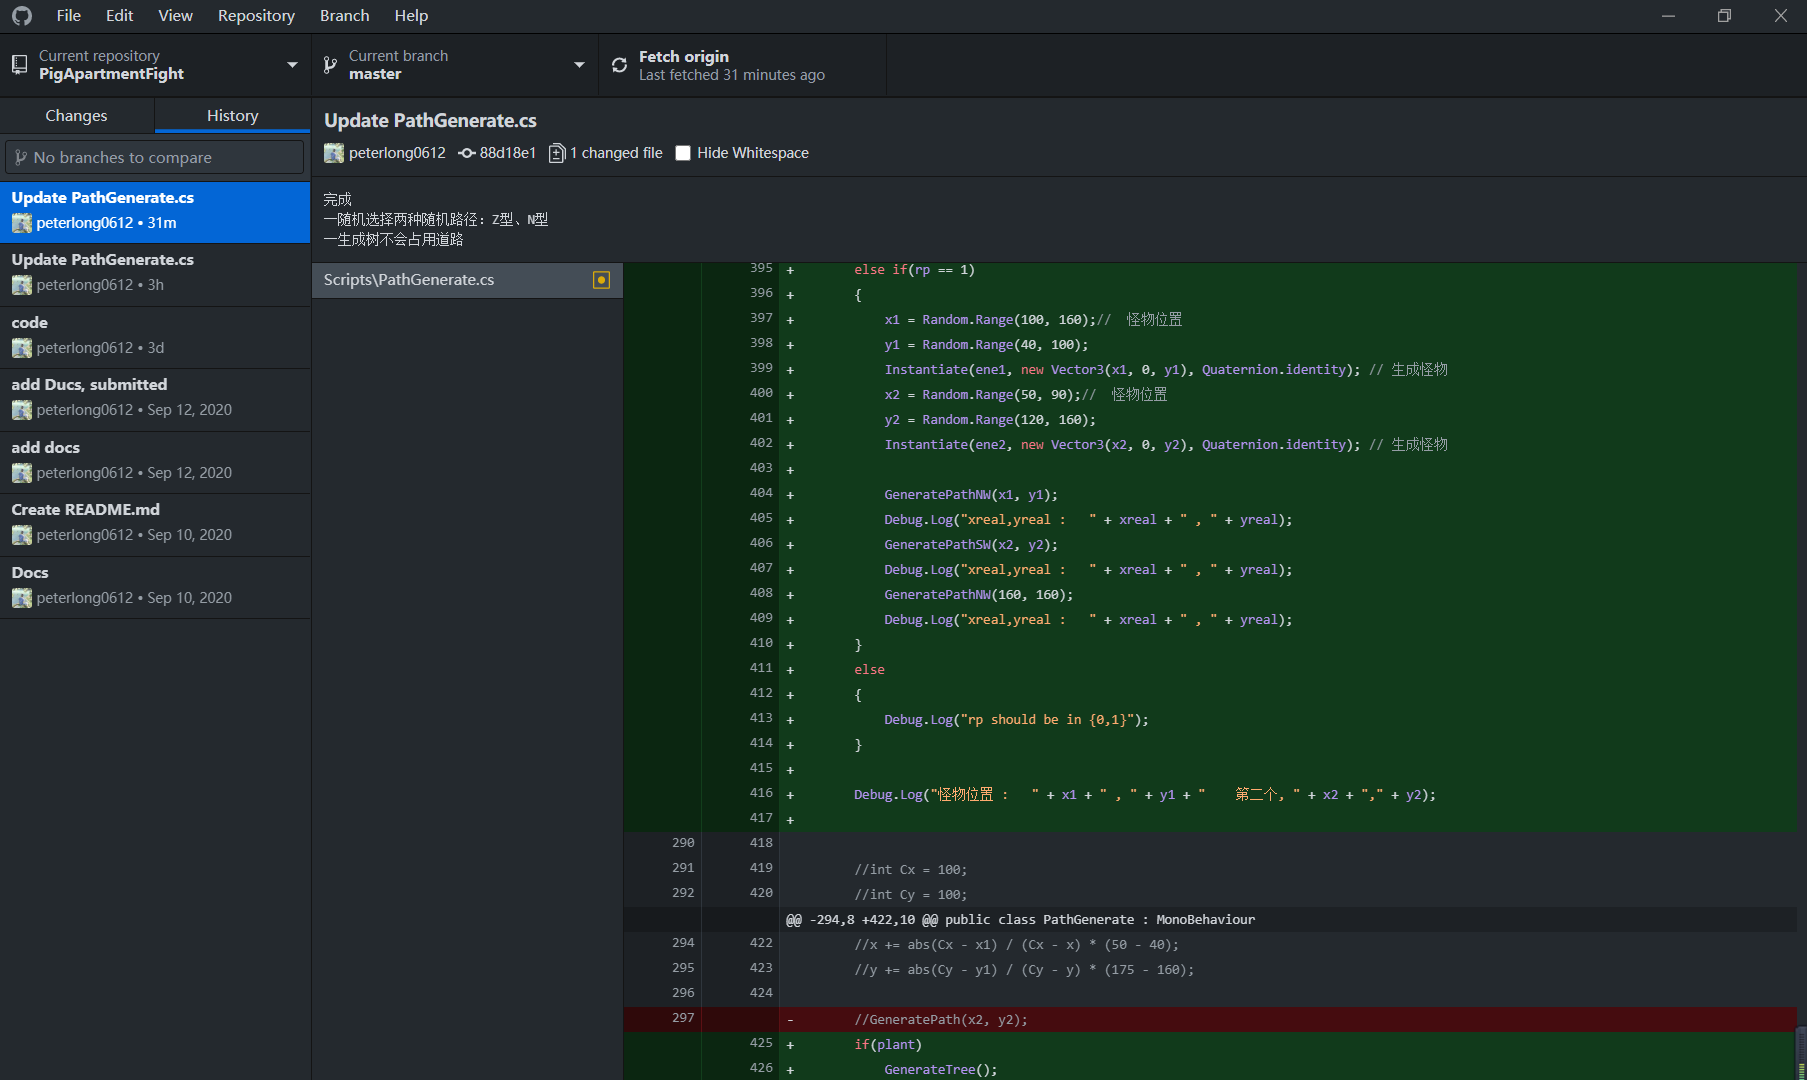 File Edit View Repository Branch Help
Current repository
PigApartmentFight
Current branch
master
Fetch origin
Last fetched 31 minutes ago
Changes
History
No branches to compare
Update PathGenerate.cs
peterlong0612 • 31m
Update PathGenerate.cs
peterlong0612 • 3h
code
peterlong0612 • 3d
add Ducs, submitted
peterlong0612 • Sep 12, 2020
add docs
peterlong0612 • Sep 12, 2020
Create README.md
peterlong0612 • Sep 10, 2020
Docs
peterlong0612 • Sep 10, 2020
Update PathGenerate.cs
peterlong0612 88d18e1 1 changed file Hide Whitespace
完成
—随机选择两种随机路径：Z型、N型
—生成树不会占用道路
Scripts\PathGenerate.cs
395 + else if(rp == 1)
396 + {
397 + x1 = Random.Range(100, 160);// 怪物位置
398 + y1 = Random.Range(40, 100);
399 + Instantiate(ene1, new Vector3(x1, 0, y1), Quaternion.identity); // 生成怪物
400 + x2 = Random.Range(50, 90);// 怪物位置
401 + y2 = Random.Range(120, 160);
402 + Instantiate(ene2, new Vector3(x2, 0, y2), Quaternion.identity); // 生成怪物
403 +
404 + GeneratePathNW(x1, y1);
405 + Debug.Log("xreal,yreal :   " + xreal + " , " + yreal);
406 + GeneratePathSW(x2, y2);
407 + Debug.Log("xreal,yreal :   " + xreal + " , " + yreal);
408 + GeneratePathNW(160, 160);
409 + Debug.Log("xreal,yreal :   " + xreal + " , " + yreal);
410 + }
411 + else
412 + {
413 + Debug.Log("rp should be in {0,1}");
414 + }
415 +
416 + Debug.Log("怪物位置 :   " + x1 + " , " + y1 + "    第二个, " + x2 + "," + y2);
417 +
290 418
291 419 //int Cx = 100;
292 420 //int Cy = 100;
@@ -294,8 +422,10 @@ public class PathGenerate : MonoBehaviour
294 422 //x += abs(Cx - x1) / (Cx - x) * (50 - 40);
295 423 //y += abs(Cy - y1) / (Cy - y) * (175 - 160);
296 424
297 - //GeneratePath(x2, y2);
425 + if(plant)
426 + GenerateTree();